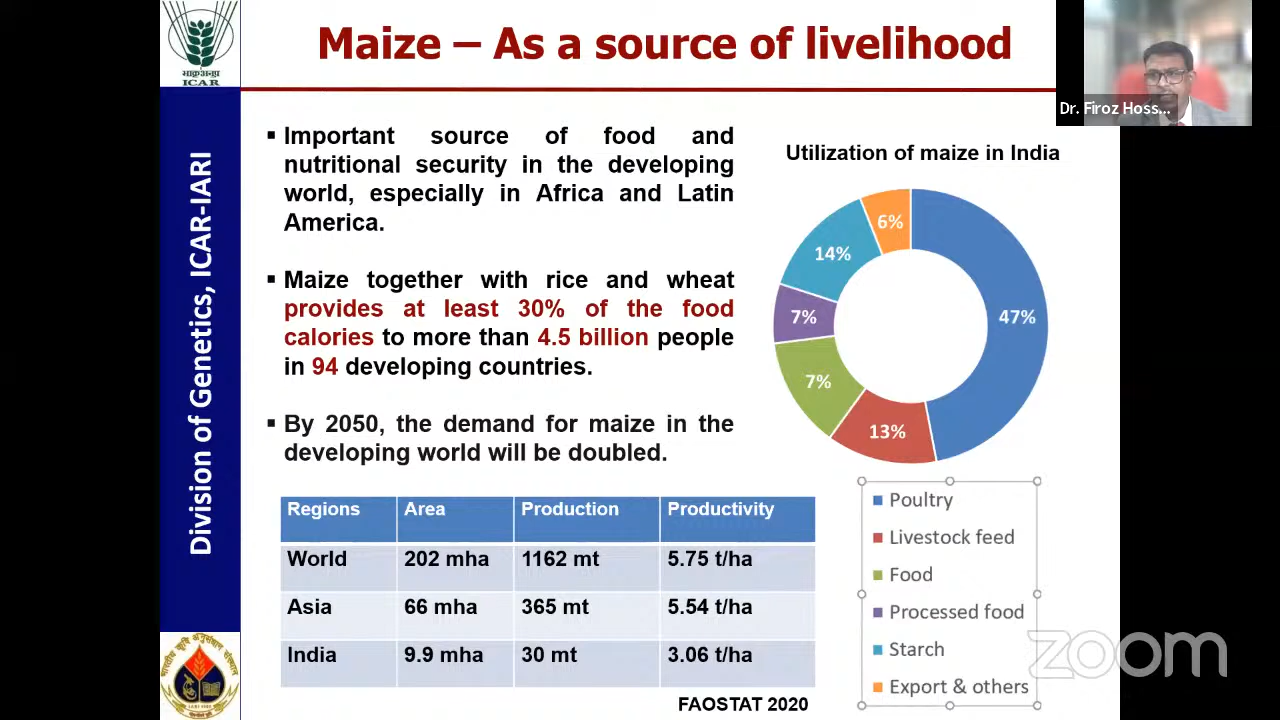 Maize – As a source of livelihood
भाकृअनुप
ICAR
Dr. Firoz Hoss...
Division of Genetics, ICAR-IARI
▪ Important source of food and
nutritional security in the developing
world, especially in Africa and Latin
America.
▪ Maize together with rice and wheat
provides at least 30% of the food
calories to more than 4.5 billion people
in 94 developing countries.
▪ By 2050, the demand for maize in the
developing world will be doubled.
Regions Area Production Productivity
World 202 mha 1162 mt 5.75 t/ha
Asia 66 mha 365 mt 5.54 t/ha
India 9.9 mha 30 mt 3.06 t/ha
FAOSTAT 2020
Utilization of maize in India
6%
14%
7%
47%
7%
13%
Poultry
Livestock feed
Food
Processed food
Starch
Export & others
zoom
भारतीय कृषि अनुसंधान संस्थान